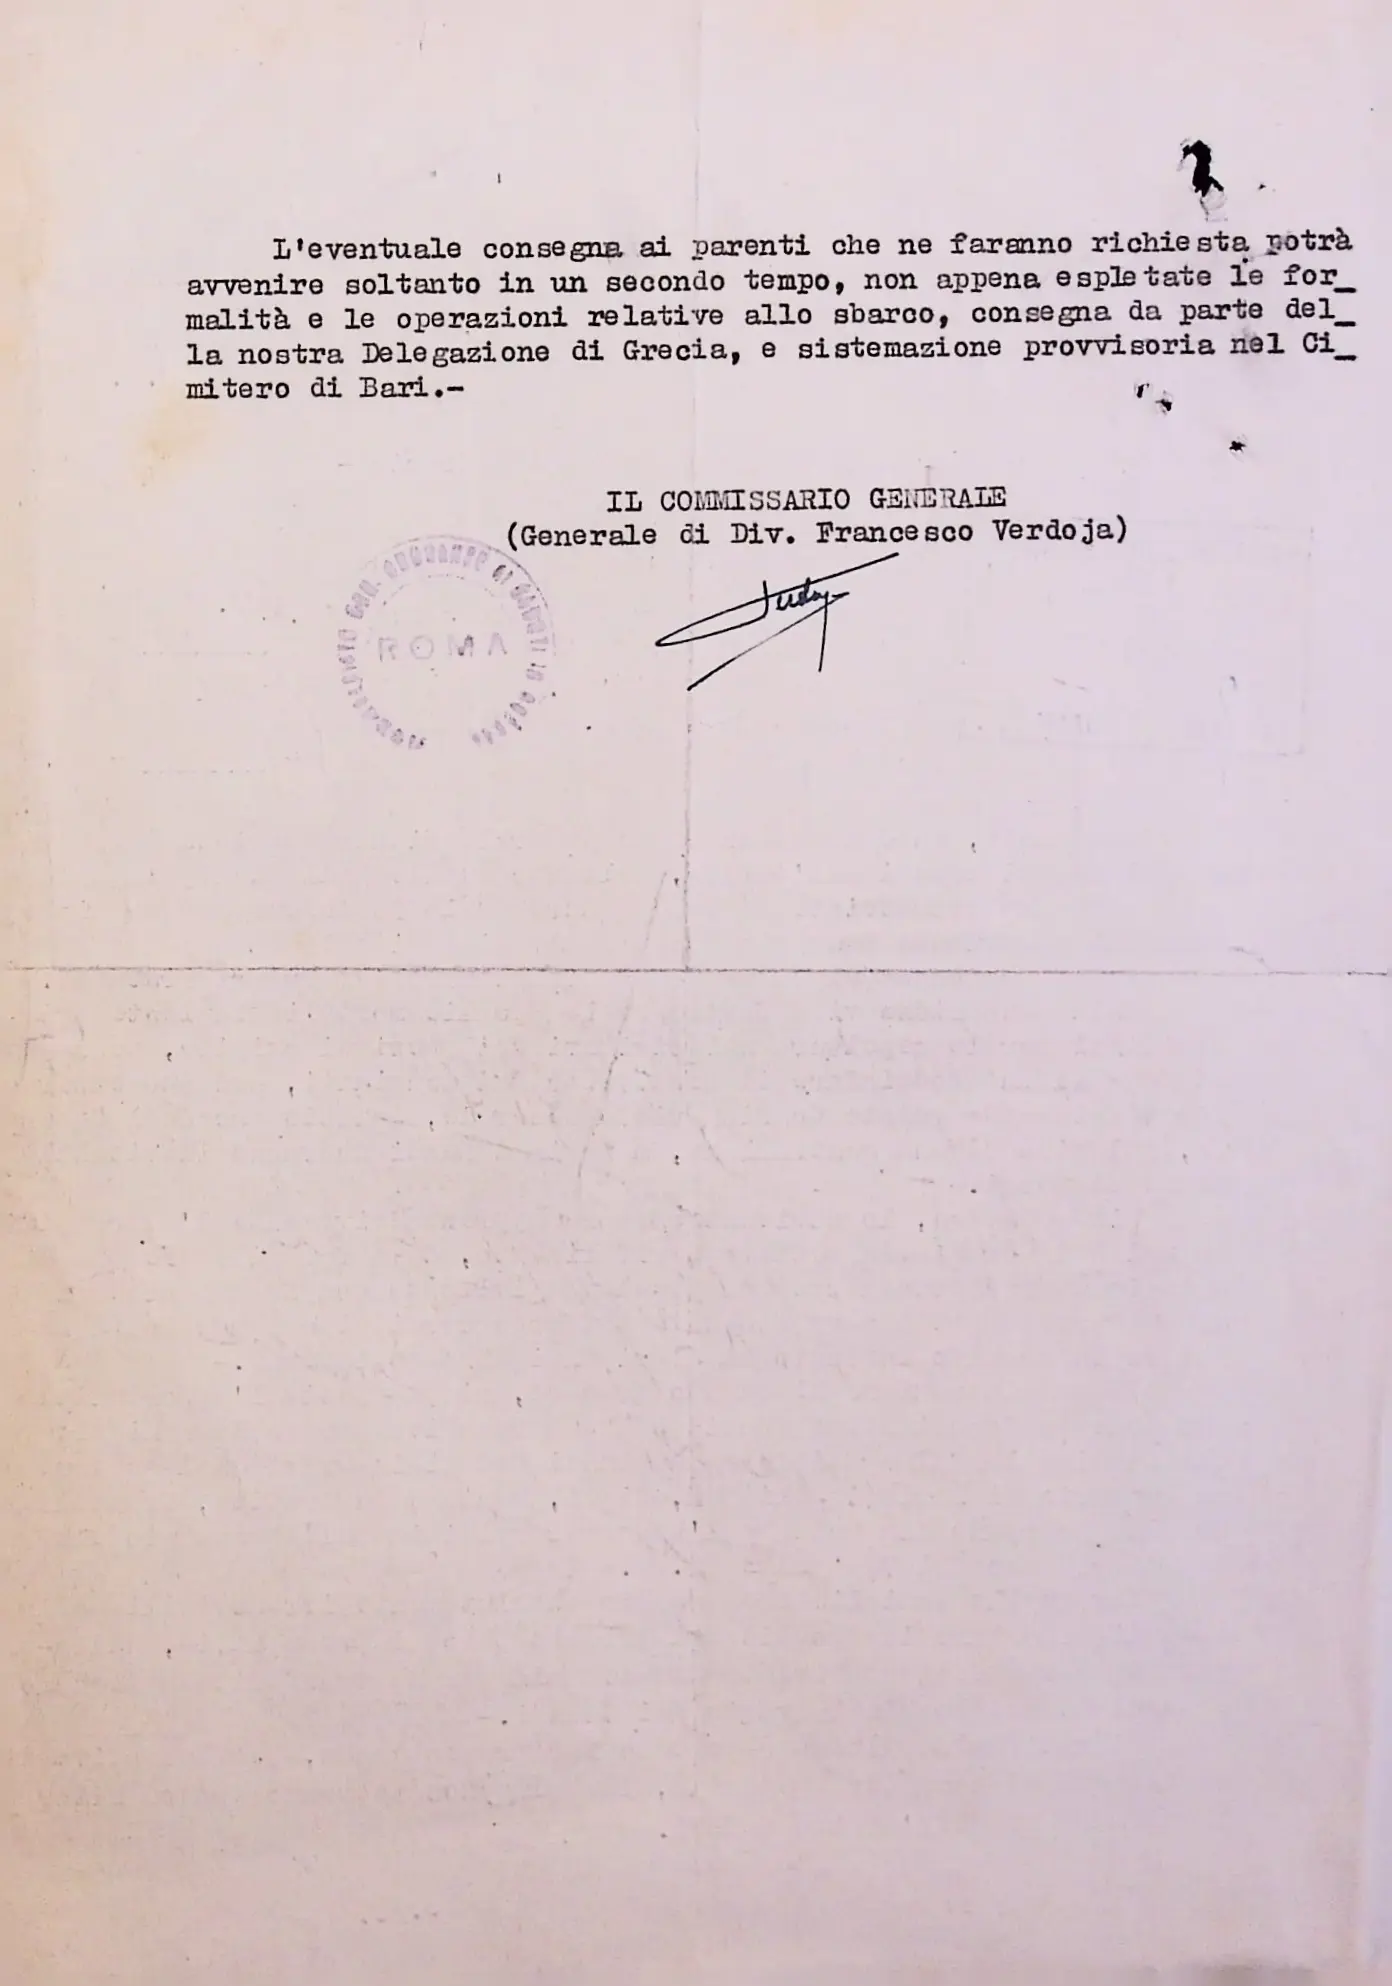 L'eventuale consegna ai parenti che ne faranno richiesta potrà
avvenire soltanto in un secondo tempo, non appena espletate le for_
malità e le operazioni relative allo sbarco, consegna da parte del_
la nostra Delegazione di Grecia, e sistemazione provvisoria nel Ci_
mitero di Bari.-
IL COMMISSARIO GENERALE
(Generale di Div. Francesco Verdoja)
ROMA